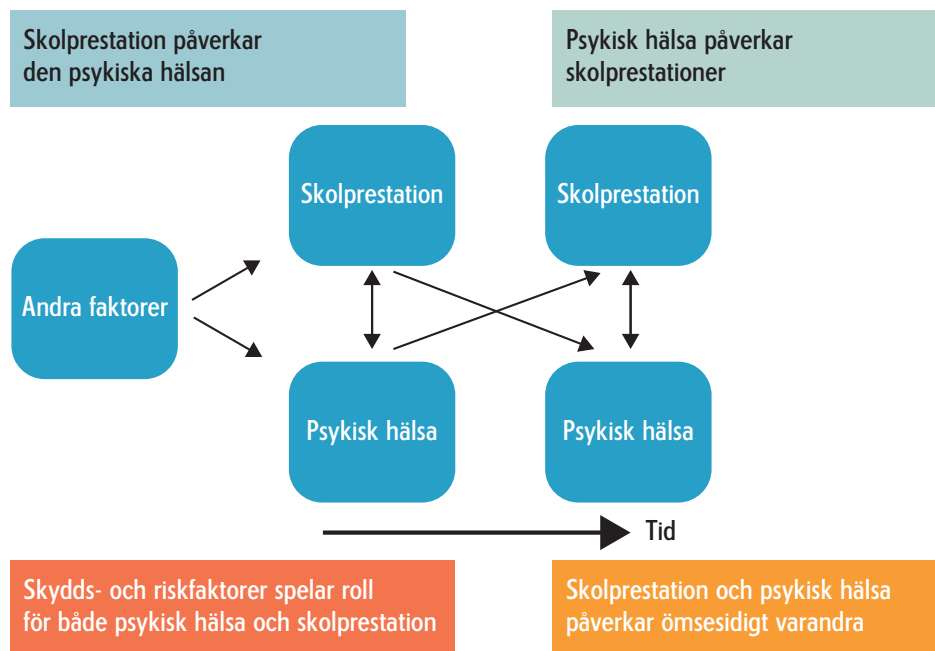 Skolprestation påverkar
den psykiska hälsan
Psykisk hälsa påverkar
skolprestationer
Skolprestation
Skolprestation
Andra faktorer
Psykisk hälsa
Psykisk hälsa
Tid
Skydds- och riskfaktorer spelar roll
för både psykisk hälsa och skolprestation
Skolprestation och psykisk hälsa
påverkar ömsesidigt varandra